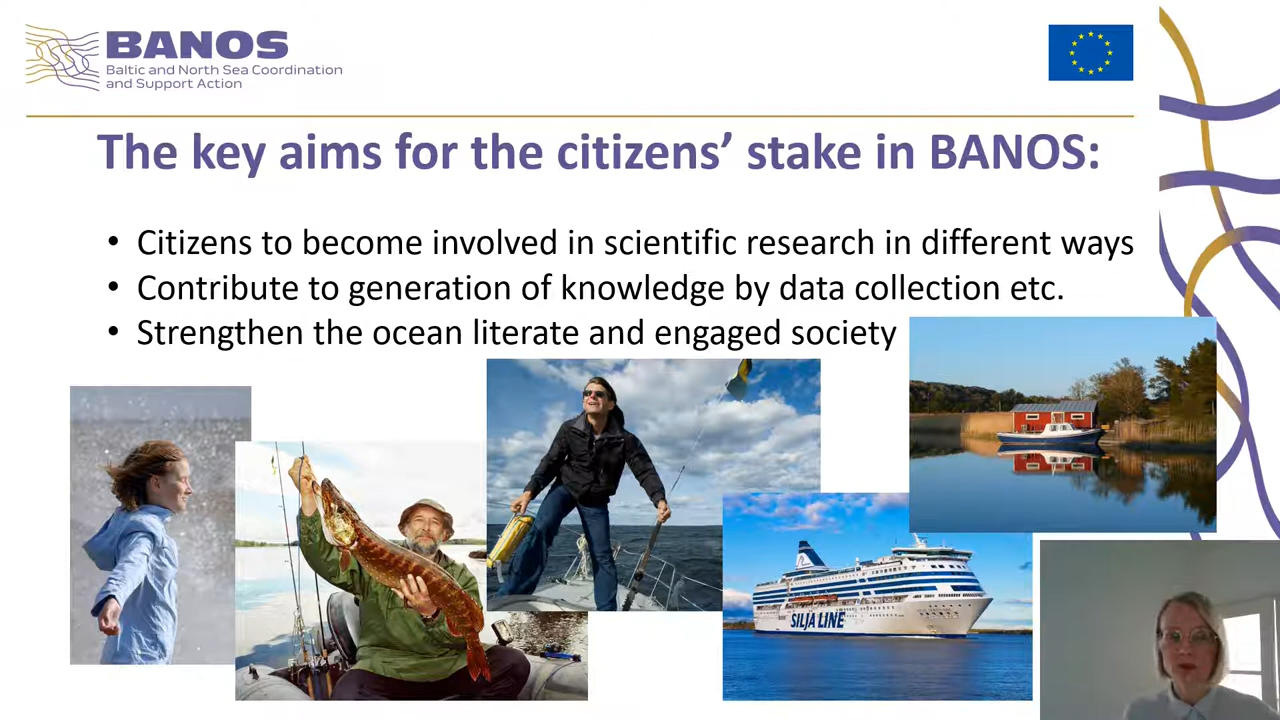 BANOS
Baltic and North Sea Coordination
and Support Action
The key aims for the citizens’ stake in BANOS:
• Citizens to become involved in scientific research in different ways
• Contribute to generation of knowledge by data collection etc.
• Strengthen the ocean literate and engaged society
SILJA LINE